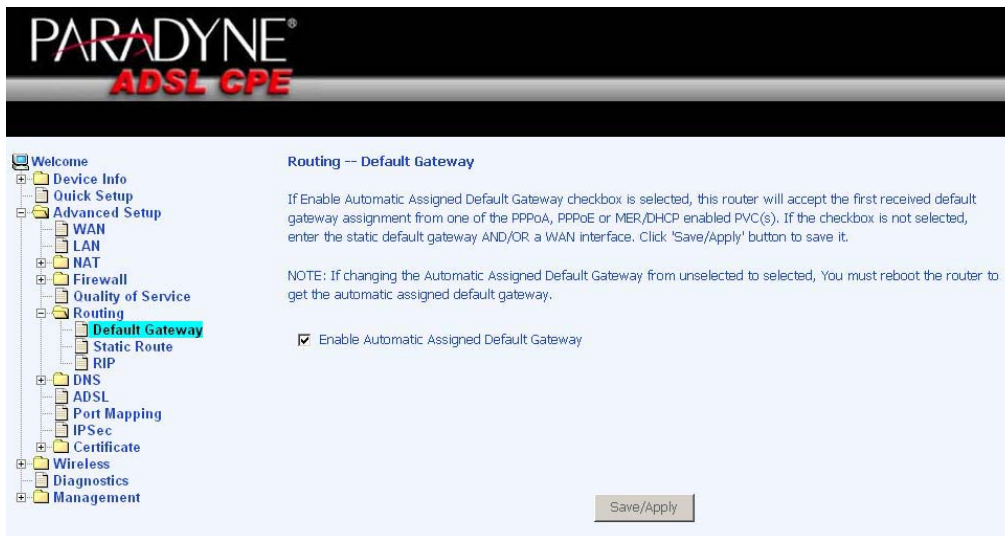 PARADYNE®
ADSL CPE
Welcome
Device Info
Quick Setup
Advanced Setup
WAN
LAN
NAT
Firewall
Quality of Service
Routing
Default Gateway
Static Route
RIP
DNS
ADSL
Port Mapping
IPSec
Certificate
Wireless
Diagnostics
Management
Routing -- Default Gateway
If Enable Automatic Assigned Default Gateway checkbox is selected, this router will accept the first received default
gateway assignment from one of the PPPoA, PPPoE or MER/DHCP enabled PVC(s). If the checkbox is not selected,
enter the static default gateway AND/OR a WAN interface. Click 'Save/Apply' button to save it.
NOTE: If changing the Automatic Assigned Default Gateway from unselected to selected, You must reboot the router to
get the automatic assigned default gateway.
Enable Automatic Assigned Default Gateway
Save/Apply